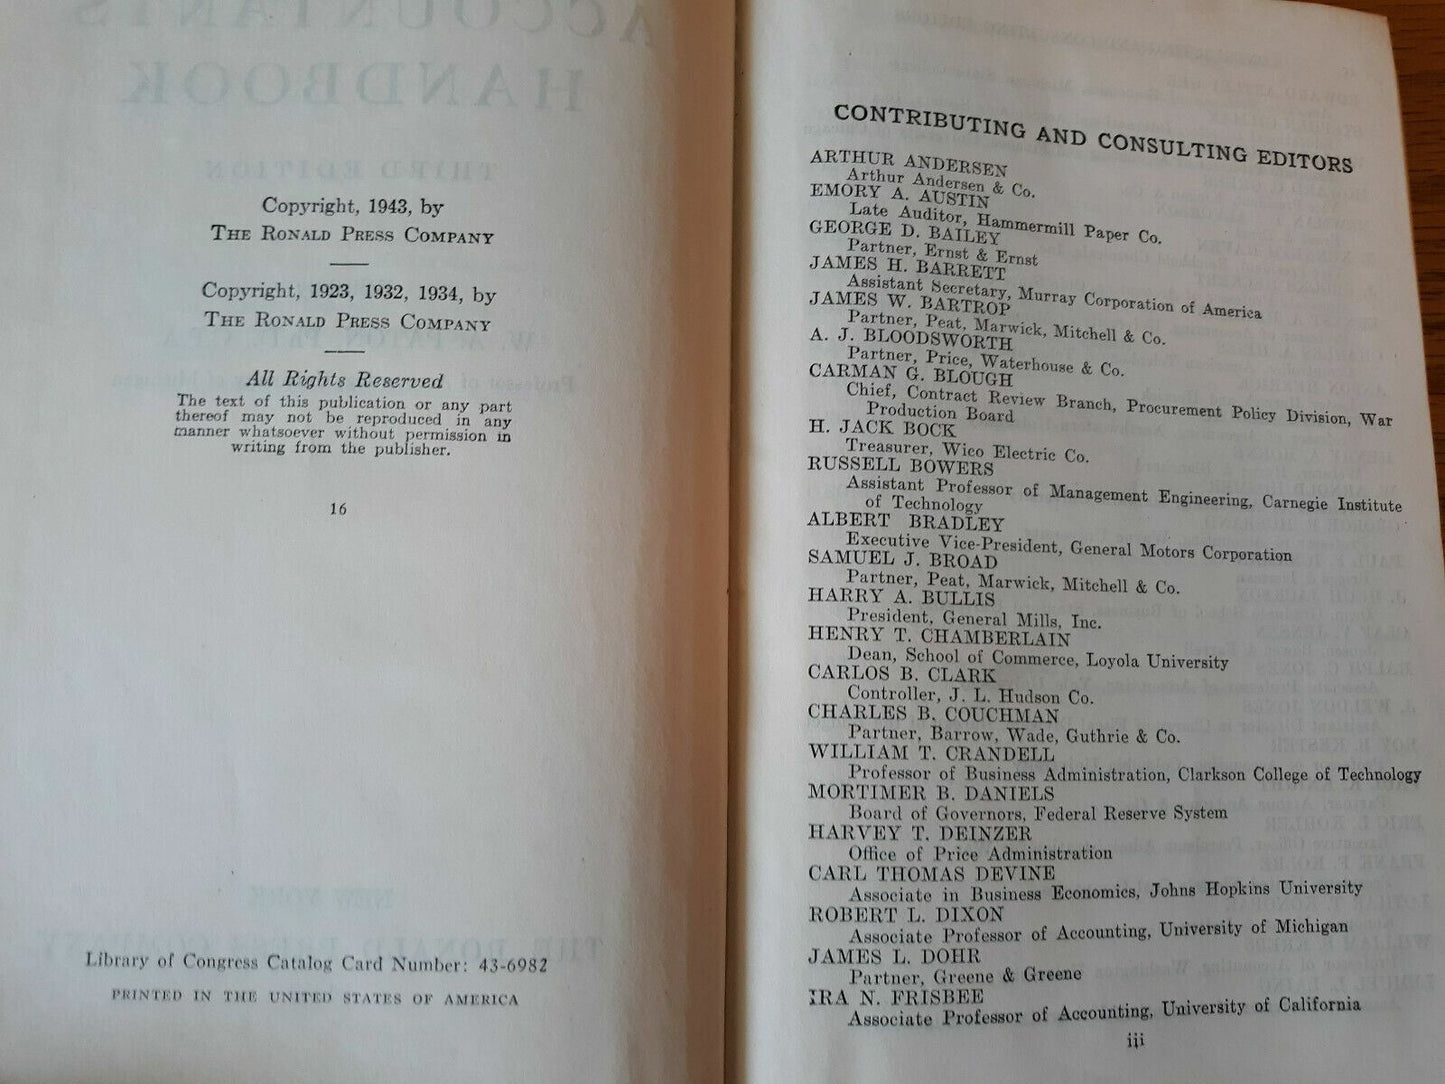 Copyright, 1943, by
THE RONALD PRESS COMPANY
Copyright, 1923, 1932, 1934, by
THE RONALD PRESS COMPANY
All Rights Reserved
The text of this publication or any part
thereof may not be reproduced in any
manner whatsoever without permission in
writing from the publisher.
16
Library of Congress Catalog Card Number: 43-6982
PRINTED IN THE UNITED STATES OF AMERICA
CONTRIBUTING AND CONSULTING EDITORS
ARTHUR ANDERSEN
Arthur Andersen & Co.
EMORY A. AUSTIN
Late Auditor, Hammermill Paper Co.
GEORGE D. BAILEY
Partner, Ernst & Ernst
JAMES H. BARRETT
Assistant Secretary, Murray Corporation of America
JAMES W. BARTROP
Partner, Peat, Marwick, Mitchell & Co.
A. J. BLOODSWORTH
Partner, Price, Waterhouse & Co.
CARMAN G. BLOUGH
Chief, Contract Review Branch, Procurement Policy Division, War
Production Board
H. JACK BOCK
Treasurer, Wico Electric Co.
RUSSELL BOWERS
Assistant Professor of Management Engineering, Carnegie Institute
of Technology
ALBERT BRADLEY
Executive Vice-President, General Motors Corporation
SAMUEL J. BROAD
Partner, Peat, Marwick, Mitchell & Co.
HARRY A. BULLIS
President, General Mills, Inc.
HENRY T. CHAMBERLAIN
Dean, School of Commerce, Loyola University
CARLOS B. CLARK
Controller, J. L. Hudson Co.
CHARLES B. COUCHMAN
Partner, Barrow, Wade, Guthrie & Co.
WILLIAM T. CRANDELL
Professor of Business Administration, Clarkson College of Technology
MORTIMER B. DANIELS
Board of Governors, Federal Reserve System
HARVEY T. DEINZER
Office of Price Administration
CARL THOMAS DEVINE
Associate in Business Economics, Johns Hopkins University
ROBERT L. DIXON
Associate Professor of Accounting, University of Michigan
JAMES L. DOHR
Partner, Greene & Greene
IRA N. FRISBEE
Associate Professor of Accounting, University of California
iii